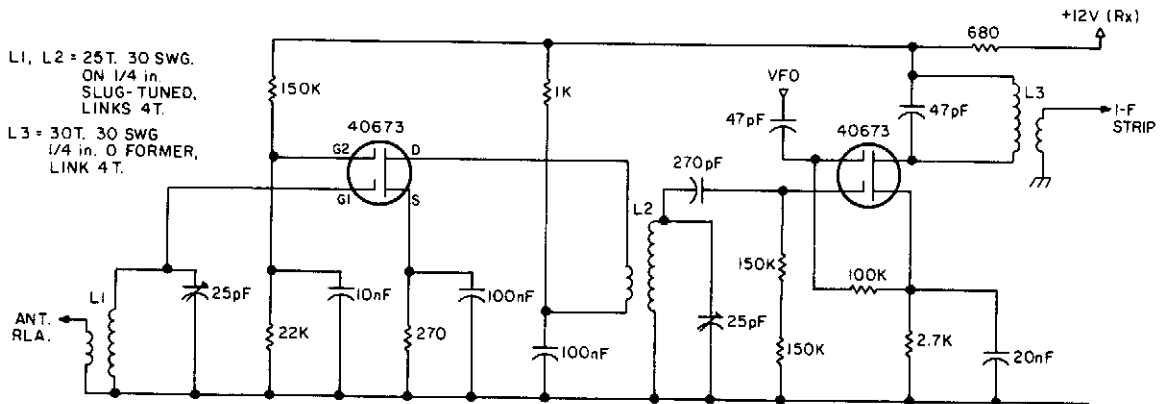 L1, L2 = 25T. 30 SWG.
ON 1/4 in.
SLUG-TUNED,
LINKS 4T.
L3 = 30T. 30 SWG
1/4 in. O FORMER,
LINK 4 T.
+12V (Rx)
680
150K
1K
VFO
47pF
47pF
L3
I-F
STRIP
40673
G2
D
G1
S
40673
270pF
L2
L1
25pF
ANT.
RLA.
22K
10nF
270
100nF
100nF
25pF
150K
150K
100K
2.7K
20nF